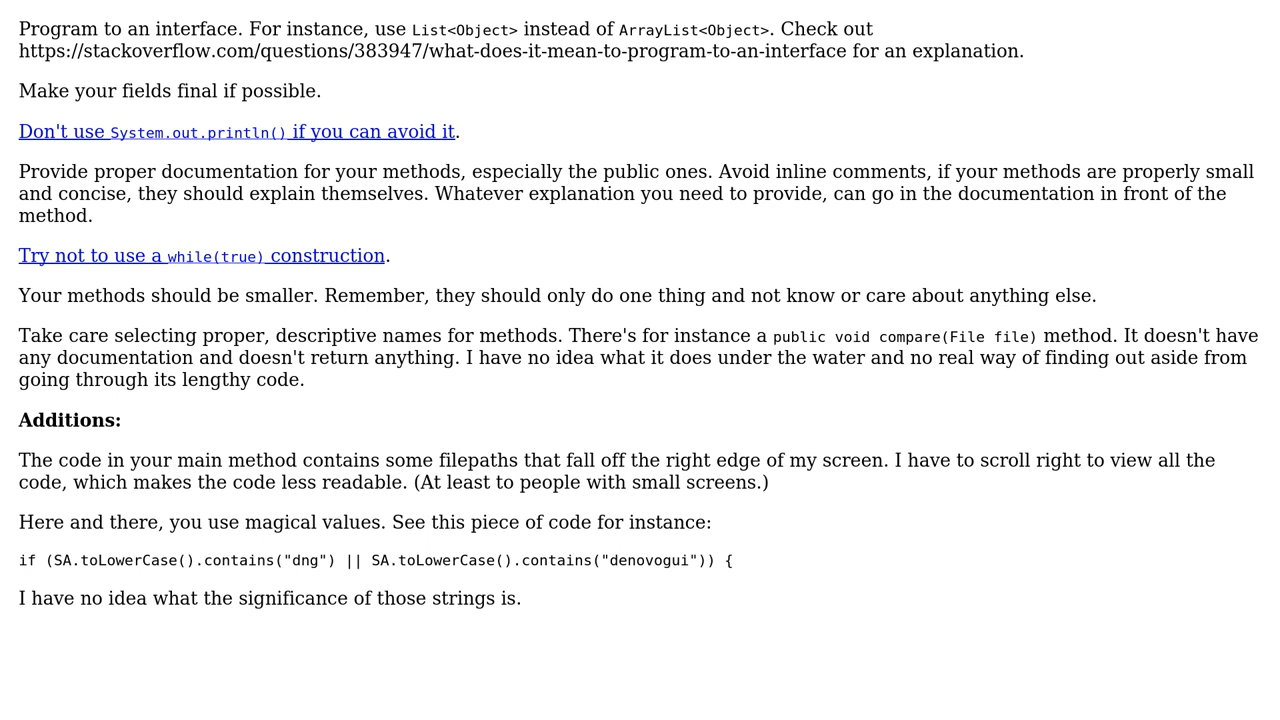 Program to an interface. For instance, use List<Object> instead of ArrayList<Object>. Check out
https://stackoverflow.com/questions/383947/what-does-it-mean-to-program-to-an-interface for an explanation.
Make your fields final if possible.
Don't use System.out.println() if you can avoid it.
Provide proper documentation for your methods, especially the public ones. Avoid inline comments, if your methods are properly small
and concise, they should explain themselves. Whatever explanation you need to provide, can go in the documentation in front of the
method.
Try not to use a while(true) construction.
Your methods should be smaller. Remember, they should only do one thing and not know or care about anything else.
Take care selecting proper, descriptive names for methods. There's for instance a public void compare(File file) method. It doesn't have
any documentation and doesn't return anything. I have no idea what it does under the water and no real way of finding out aside from
going through its lengthy code.
Additions:
The code in your main method contains some filepaths that fall off the right edge of my screen. I have to scroll right to view all the
code, which makes the code less readable. (At least to people with small screens.)
Here and there, you use magical values. See this piece of code for instance:
if (SA.toLowerCase().contains("dng") || SA.toLowerCase().contains("denovogui")) {
I have no idea what the significance of those strings is.